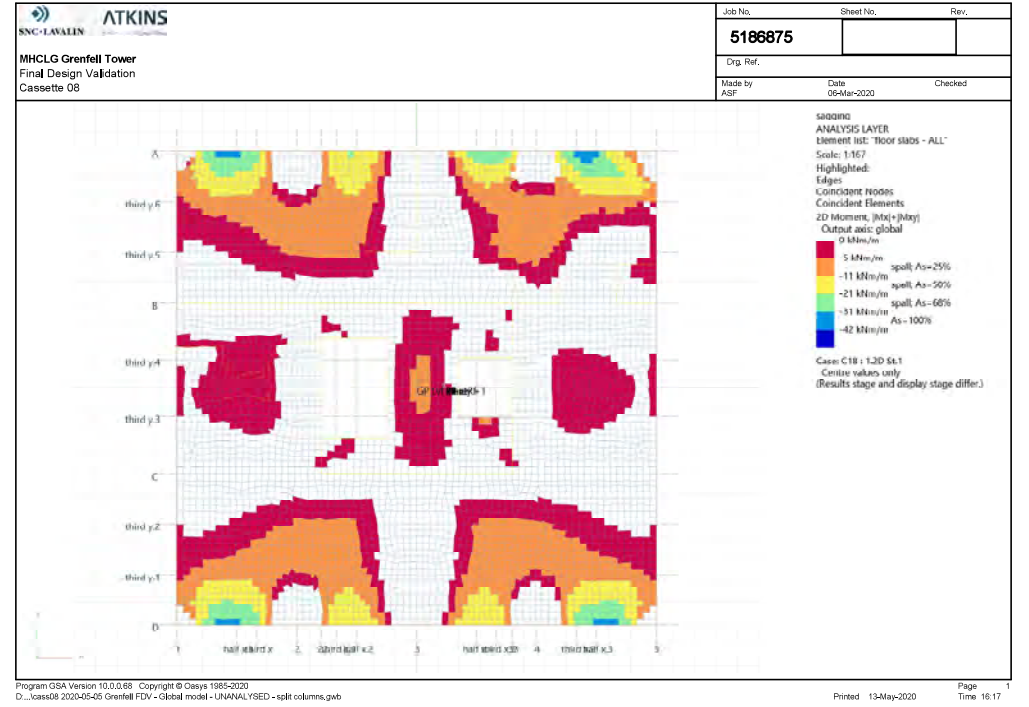 SNC·LAVALIN
ATKINS
MHCLG Grenfell Tower
Final Design Validation
Cassette 08
Job No.
Sheet No.
Rev.
5186875
Drg. Ref.
Made by
ASF
Date
06-Mar-2020
Checked
sagging
ANALYSIS LAYER
Element list: "floor slabs - ALL"
Scale: 1:167
Highlighted:
Edges
Coincident Nodes
Coincident Elements
2D Moment, |Mx|+|Mxy|
Output axis: global
0 kNm/m
5 kNm/m
spall; As=25%
-11 kNm/m
spall; As=50%
-21 kNm/m
spall; As=68%
-31 kNm/m
As=100%
-42 kNm/m
Case: C18 : 1.2D St.1
Centre values only
(Results stage and display stage differ.)
A
third y.6
third y.5
B
third y.4
third y.3
C
third y.2
third y.1
D
1
2
3
4
5
third half x.3
Program GSA Version 10.0.0.68 Copyright © Oasys 1985-2020
D:...\cass08 2020-05-05 Grenfell FDV - Global model - UNANALYSED - split columns.gwb
Printed 13-May-2020
Page 1
Time 16:17